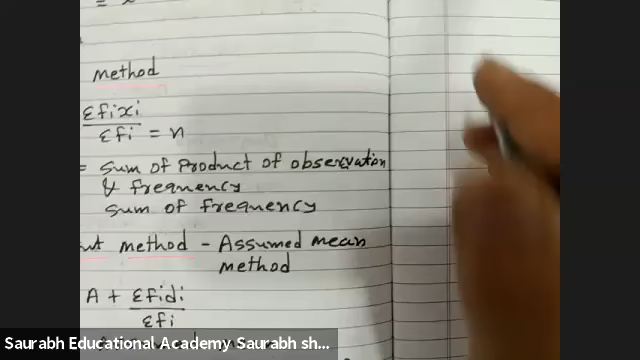 method
Σfixi
Σfi = n
= sum of Product of observation
& frequency
sum of frequency
method - Assumed mean
method
A + Σfidi
Σfi
Saurabh Educational Academy Saurabh sh...